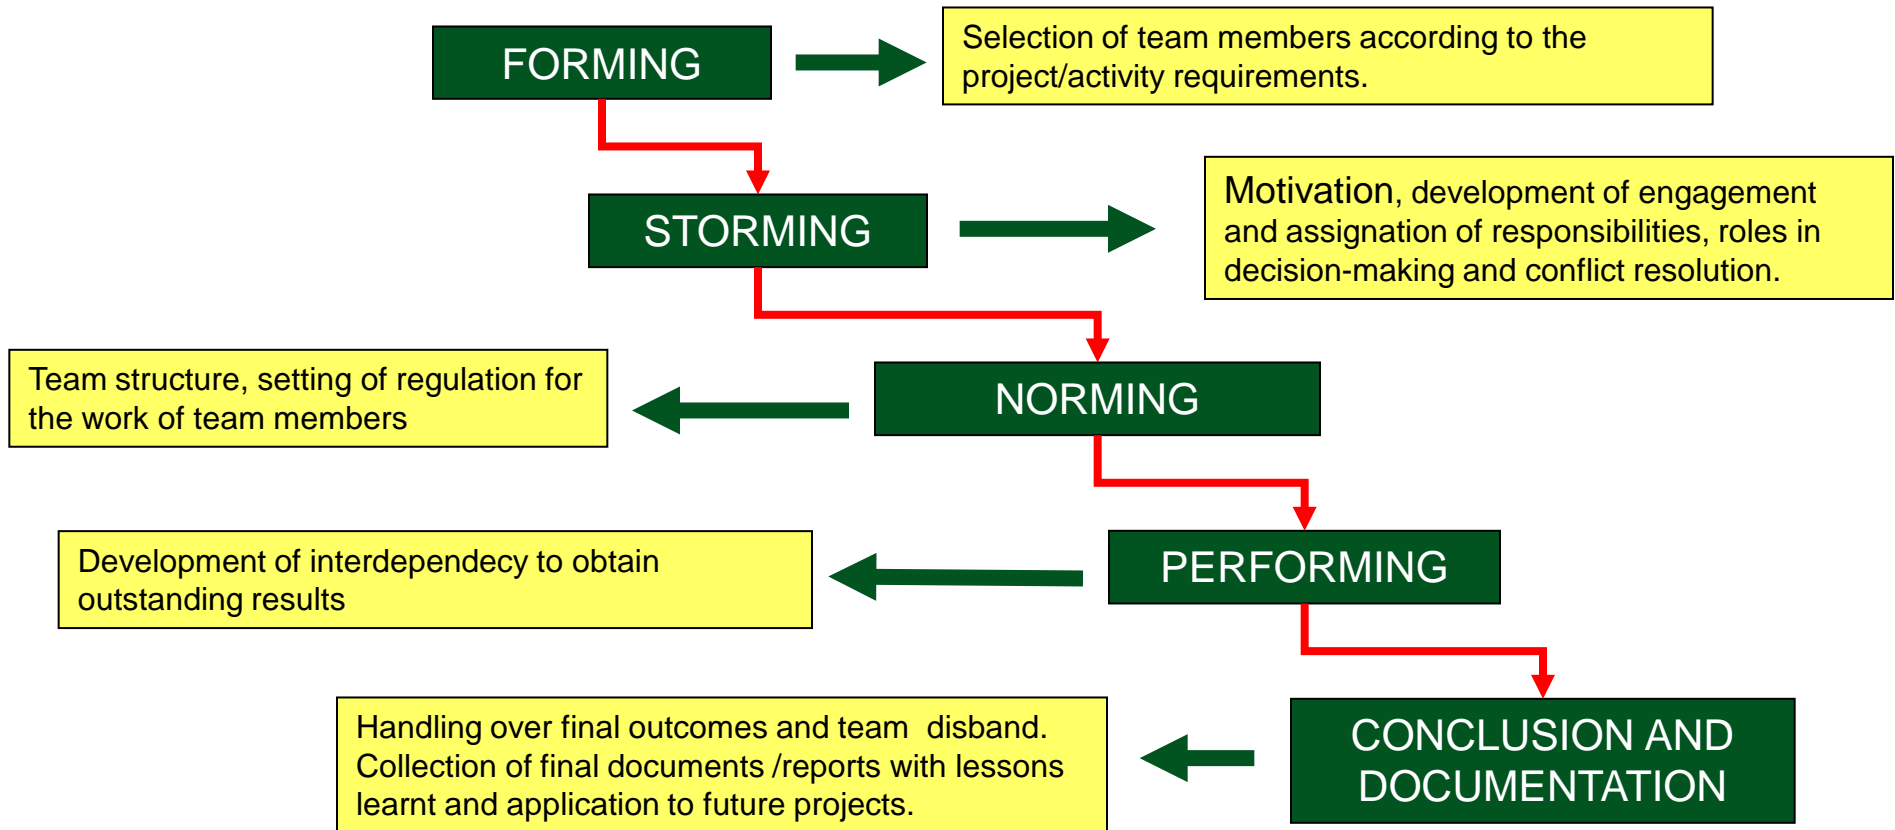 FORMING
Selection of team members according to the
project/activity requirements.
STORMING
Motivation, development of engagement
and assignation of responsibilities, roles in
decision-making and conflict resolution.
Team structure, setting of regulation for
the work of team members
NORMING
Development of interdependecy to obtain
outstanding results
PERFORMING
Handling over final outcomes and team  disband.
Collection of final documents /reports with lessons
learnt and application to future projects.
CONCLUSION AND
DOCUMENTATION